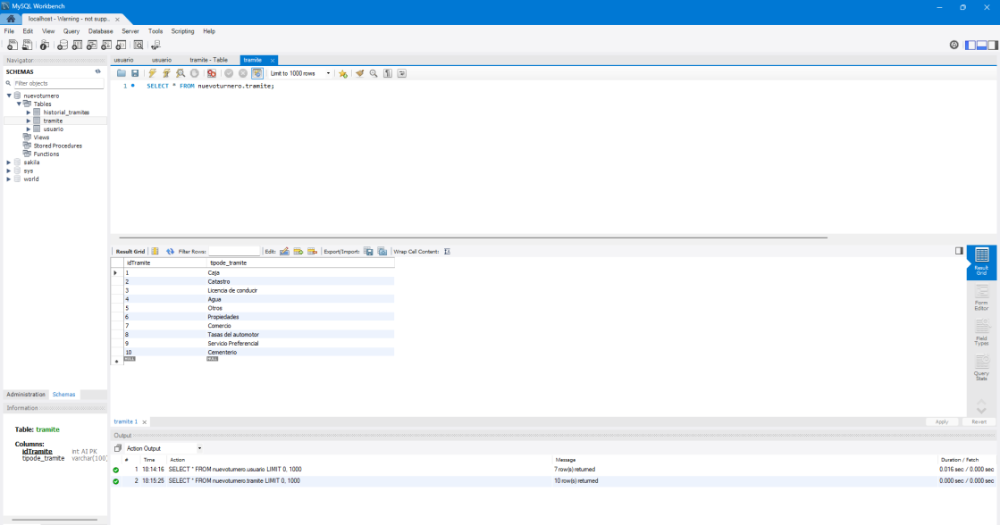 MySQL Workbench
localhost - Warning - not supp.. ×
File Edit View Query Database Server Tools Scripting Help
Navigator
SCHEMAS
Filter objects
nuevoturnero
Tables
historial_tramites
tramite
usuario
Views
Stored Procedures
Functions
sakila
sys
world
Administration Schemas
Information
Table: tramite
Columns:
idTramite int AI PK
tipode_tramite varchar(100)
usuario usuario tramite - Table tramite ×
Limit to 1000 rows
1 SELECT * FROM nuevoturnero.tramite;
Result Grid Filter Rows: Edit: Export/Import: Wrap Cell Content:
idTramite tipode_tramite
1 Caja
2 Catastro
3 Licencia de conducir
4 Agua
5 Otros
6 Propiedades
7 Comercio
8 Tasas del automotor
9 Servicio Preferencial
10 Cementerio
NULL NULL
Result
Grid
Form
Editor
Field
Types
Query
Stats
tramite 1 × Apply Revert
Output
Action Output
# Time Action Message Duration / Fetch
1 18:14:16 SELECT * FROM nuevoturnero.usuario LIMIT 0, 1000 7 row(s) returned 0.016 sec / 0.000 sec
2 18:15:25 SELECT * FROM nuevoturnero.tramite LIMIT 0, 1000 10 row(s) returned 0.000 sec / 0.000 sec